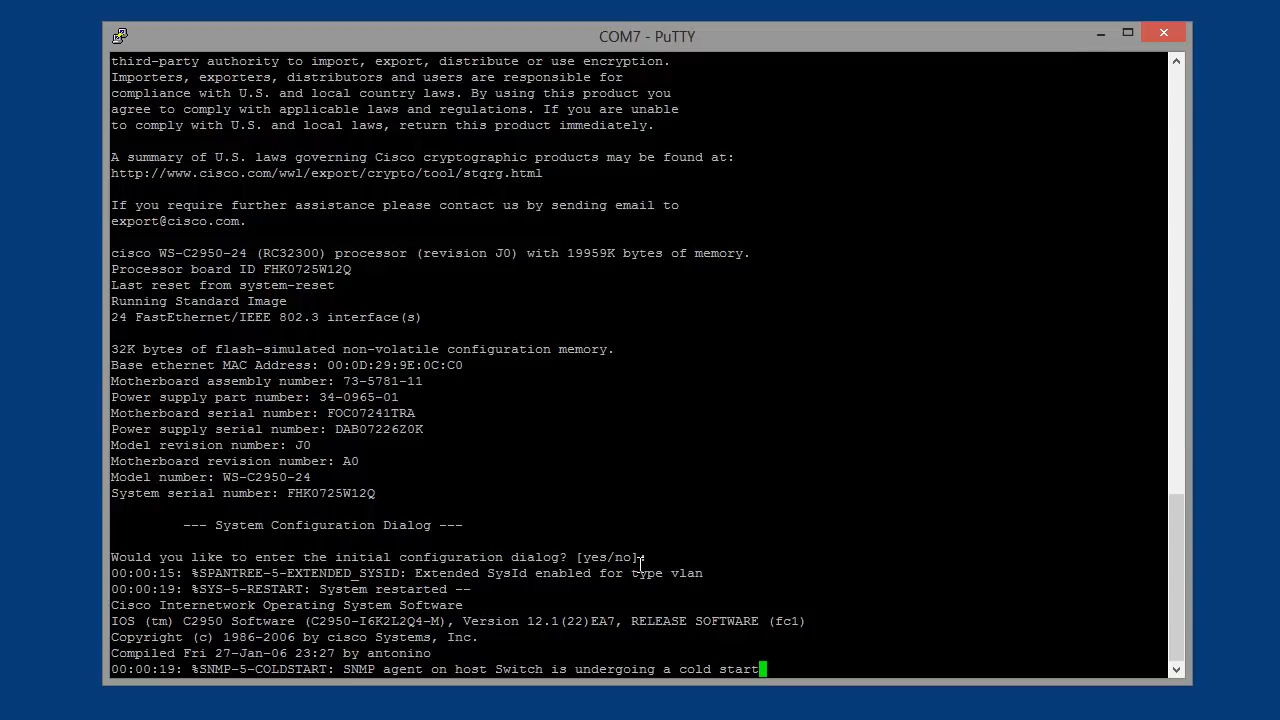 COM7 - PuTTY
third-party authority to import, export, distribute or use encryption.
Importers, exporters, distributors and users are responsible for
compliance with U.S. and local country laws. By using this product you
agree to comply with applicable laws and regulations. If you are unable
to comply with U.S. and local laws, return this product immediately.
A summary of U.S. laws governing Cisco cryptographic products may be found at:
http://www.cisco.com/wwl/export/crypto/tool/stqrg.html
If you require further assistance please contact us by sending email to
export@cisco.com.
cisco WS-C2950-24 (RC32300) processor (revision J0) with 19959K bytes of memory.
Processor board ID FHK0725W12Q
Last reset from system-reset
Running Standard Image
24 FastEthernet/IEEE 802.3 interface(s)
32K bytes of flash-simulated non-volatile configuration memory.
Base ethernet MAC Address: 00:0D:29:9E:0C:C0
Motherboard assembly number: 73-5781-11
Power supply part number: 34-0965-01
Motherboard serial number: FOC07241TRA
Power supply serial number: DAB07226Z0K
Model revision number: J0
Motherboard revision number: A0
Model number: WS-C2950-24
System serial number: FHK0725W12Q
--- System Configuration Dialog ---
Would you like to enter the initial configuration dialog? [yes/no]:
00:00:15: %SPANTREE-5-EXTENDED_SYSID: Extended SysId enabled for type vlan
00:00:19: %SYS-5-RESTART: System restarted --
Cisco Internetwork Operating System Software
IOS (tm) C2950 Software (C2950-I6K2L2Q4-M), Version 12.1(22)EA7, RELEASE SOFTWARE (fc1)
Copyright (c) 1986-2006 by cisco Systems, Inc.
Compiled Fri 27-Jan-06 23:27 by antonino
00:00:19: %SNMP-5-COLDSTART: SNMP agent on host Switch is undergoing a cold start